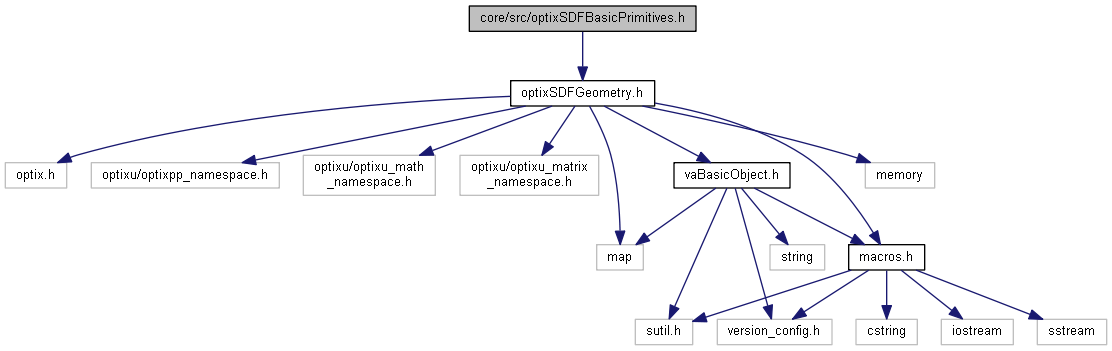 core/src/optixSDFBasicPrimitives.h
optixSDFGeometry.h
optix.h
optixu/optixpp_namespace.h
optixu/optixu_math
_namespace.h
optixu/optixu_matrix
_namespace.h
vaBasicObject.h
memory
map
string
macros.h
sutil.h
version_config.h
cstring
iostream
sstream